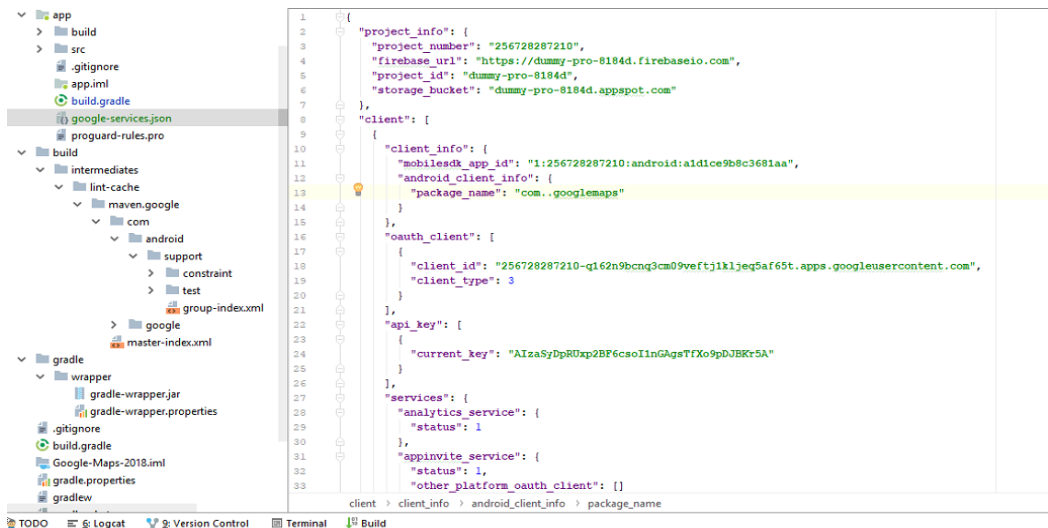 app
build
src
.gitignore
app.iml
build.gradle
google-services.json
proguard-rules.pro
build
intermediates
lint-cache
maven.google
com
android
support
constraint
test
group-index.xml
google
master-index.xml
gradle
wrapper
gradle-wrapper.jar
gradle-wrapper.properties
.gitignore
build.gradle
Google-Maps-2018.iml
gradle.properties
gradlew
1 {
2 "project_info": {
3 "project_number": "256728287210",
4 "firebase_url": "https://dummy-pro-8184d.firebaseio.com",
5 "project_id": "dummy-pro-8184d",
6 "storage_bucket": "dummy-pro-8184d.appspot.com"
7 },
8 "client": [
9 {
10 "client_info": {
11 "mobilesdk_app_id": "1:256728287210:android:a1d1ce9b8c3681aa",
12 "android_client_info": {
13 "package_name": "com..googlemaps"
14 }
15 },
16 "oauth_client": [
17 {
18 "client_id": "256728287210-q162n9bcnq3cm09veftj1kljeq5af65t.apps.googleusercontent.com",
19 "client_type": 3
20 }
21 ],
22 "api_key": [
23 {
24 "current_key": "AIzaSyDpRUxp2BF6csoI1nGAgsTfXo9pDJBKr5A"
25 }
26 ],
27 "services": {
28 "analytics_service": {
29 "status": 1
30 },
31 "appinvite_service": {
32 "status": 1,
33 "other_platform_oauth_client": []
client > client_info > android_client_info > package_name
TODO 6: Logcat 9: Version Control Terminal Build